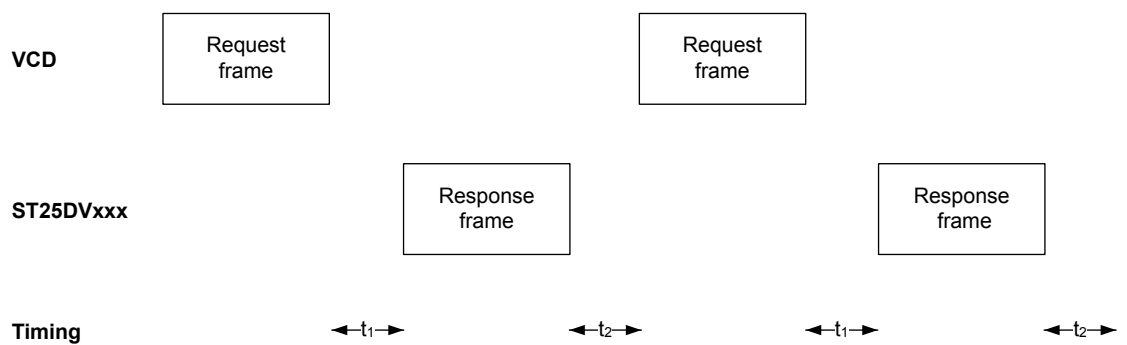 VCD
Request
frame
Request
frame
ST25DVxxx
Response
frame
Response
frame
Timing
t1
t2
t1
t2